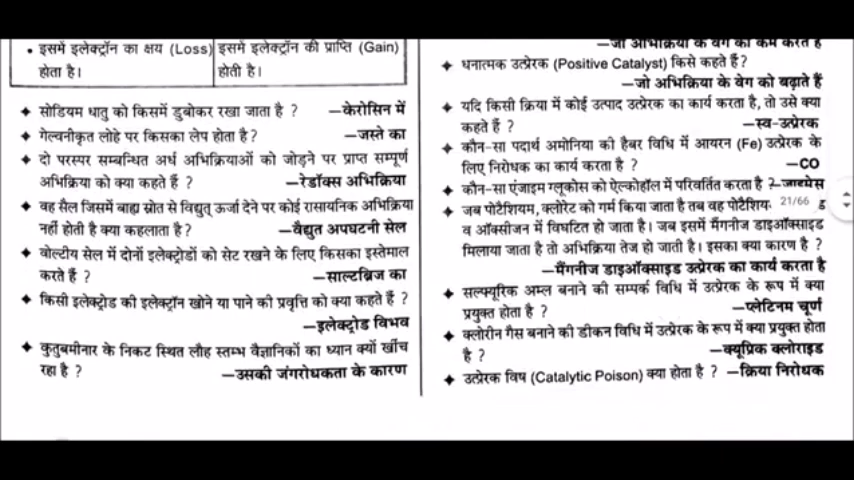 • इसमें इलेक्ट्रॉन का क्षय (Loss) होता है।
इसमें इलेक्ट्रॉन की प्राप्ति (Gain) होती है।
✦ सोडियम धातु को किसमें डुबोकर रखा जाता है ? —केरोसिन में
✦ गेल्वनीकृत लोहे पर किसका लेप होता है? —जस्ते का
✦ दो परस्पर सम्बन्धित अर्ध अभिक्रियाओं को जोड़ने पर प्राप्त सम्पूर्ण
अभिक्रिया को क्या कहते हैं ? —रेडॉक्स अभिक्रिया
✦ वह सैल जिसमें बाह्य स्रोत से विद्युत् ऊर्जा देने पर कोई रासायनिक अभिक्रिया
नहीं होती है क्या कहलाता है? —वैद्युत अपघटनी सेल
✦ वोल्टीय सेल में दोनों इलेक्ट्रोडों को सेट रखने के लिए किसका इस्तेमाल
करते हैं ? —साल्टब्रिज का
✦ किसी इलेक्ट्रोड की इलेक्ट्रॉन खोने या पाने की प्रवृत्ति को क्या कहते हैं ?
—इलेक्ट्रोड विभव
✦ कुतुबमीनार के निकट स्थित लौह स्तम्भ वैज्ञानिकों का ध्यान क्यों खींच
रहा है ? —उसकी जंगरोधकता के कारण
—जो अभिक्रिया के वेग को कम करते हैं
✦ धनात्मक उत्प्रेरक (Positive Catalyst) किसे कहते हैं?
—जो अभिक्रिया के वेग को बढ़ाते हैं
✦ यदि किसी क्रिया में कोई उत्पाद उत्प्रेरक का कार्य करता है, तो उसे क्या
कहते हैं ? —स्व-उत्प्रेरक
✦ कौन-सा पदार्थ अमोनिया को हैबर विधि में आयरन (Fe) उत्प्रेरक के
लिए निरोधक का कार्य करता है ? —CO
✦ कौन-सा एंजाइम ग्लूकोस को ऐल्कोहॉल में परिवर्तित करता है ? —जाइमेस
✦ जब पोटैशियम, क्लोरेट को गर्म किया जाता है तब वह पोटैशिय
21/66
व ऑक्सीजन में विघटित हो जाता है। जब इसमें मैंगनीज डाइऑक्साइड
मिलाया जाता है तो अभिक्रिया तेज हो जाती है। इसका क्या कारण है ?
—मैंगनीज डाइऑक्साइड उत्प्रेरक का कार्य करता है
✦ सल्फ्यूरिक अम्ल बनाने की सम्पर्क विधि में उत्प्रेरक के रूप में क्या
प्रयुक्त होता है ? —प्लेटिनम चूर्ण
✦ क्लोरीन गैस बनाने की डीकन विधि में उत्प्रेरक के रूप में क्या प्रयुक्त होता
है ? —क्यूप्रिक क्लोराइड
✦ उत्प्रेरक विष (Catalytic Poison) क्या होता है ? —क्रिया निरोधक